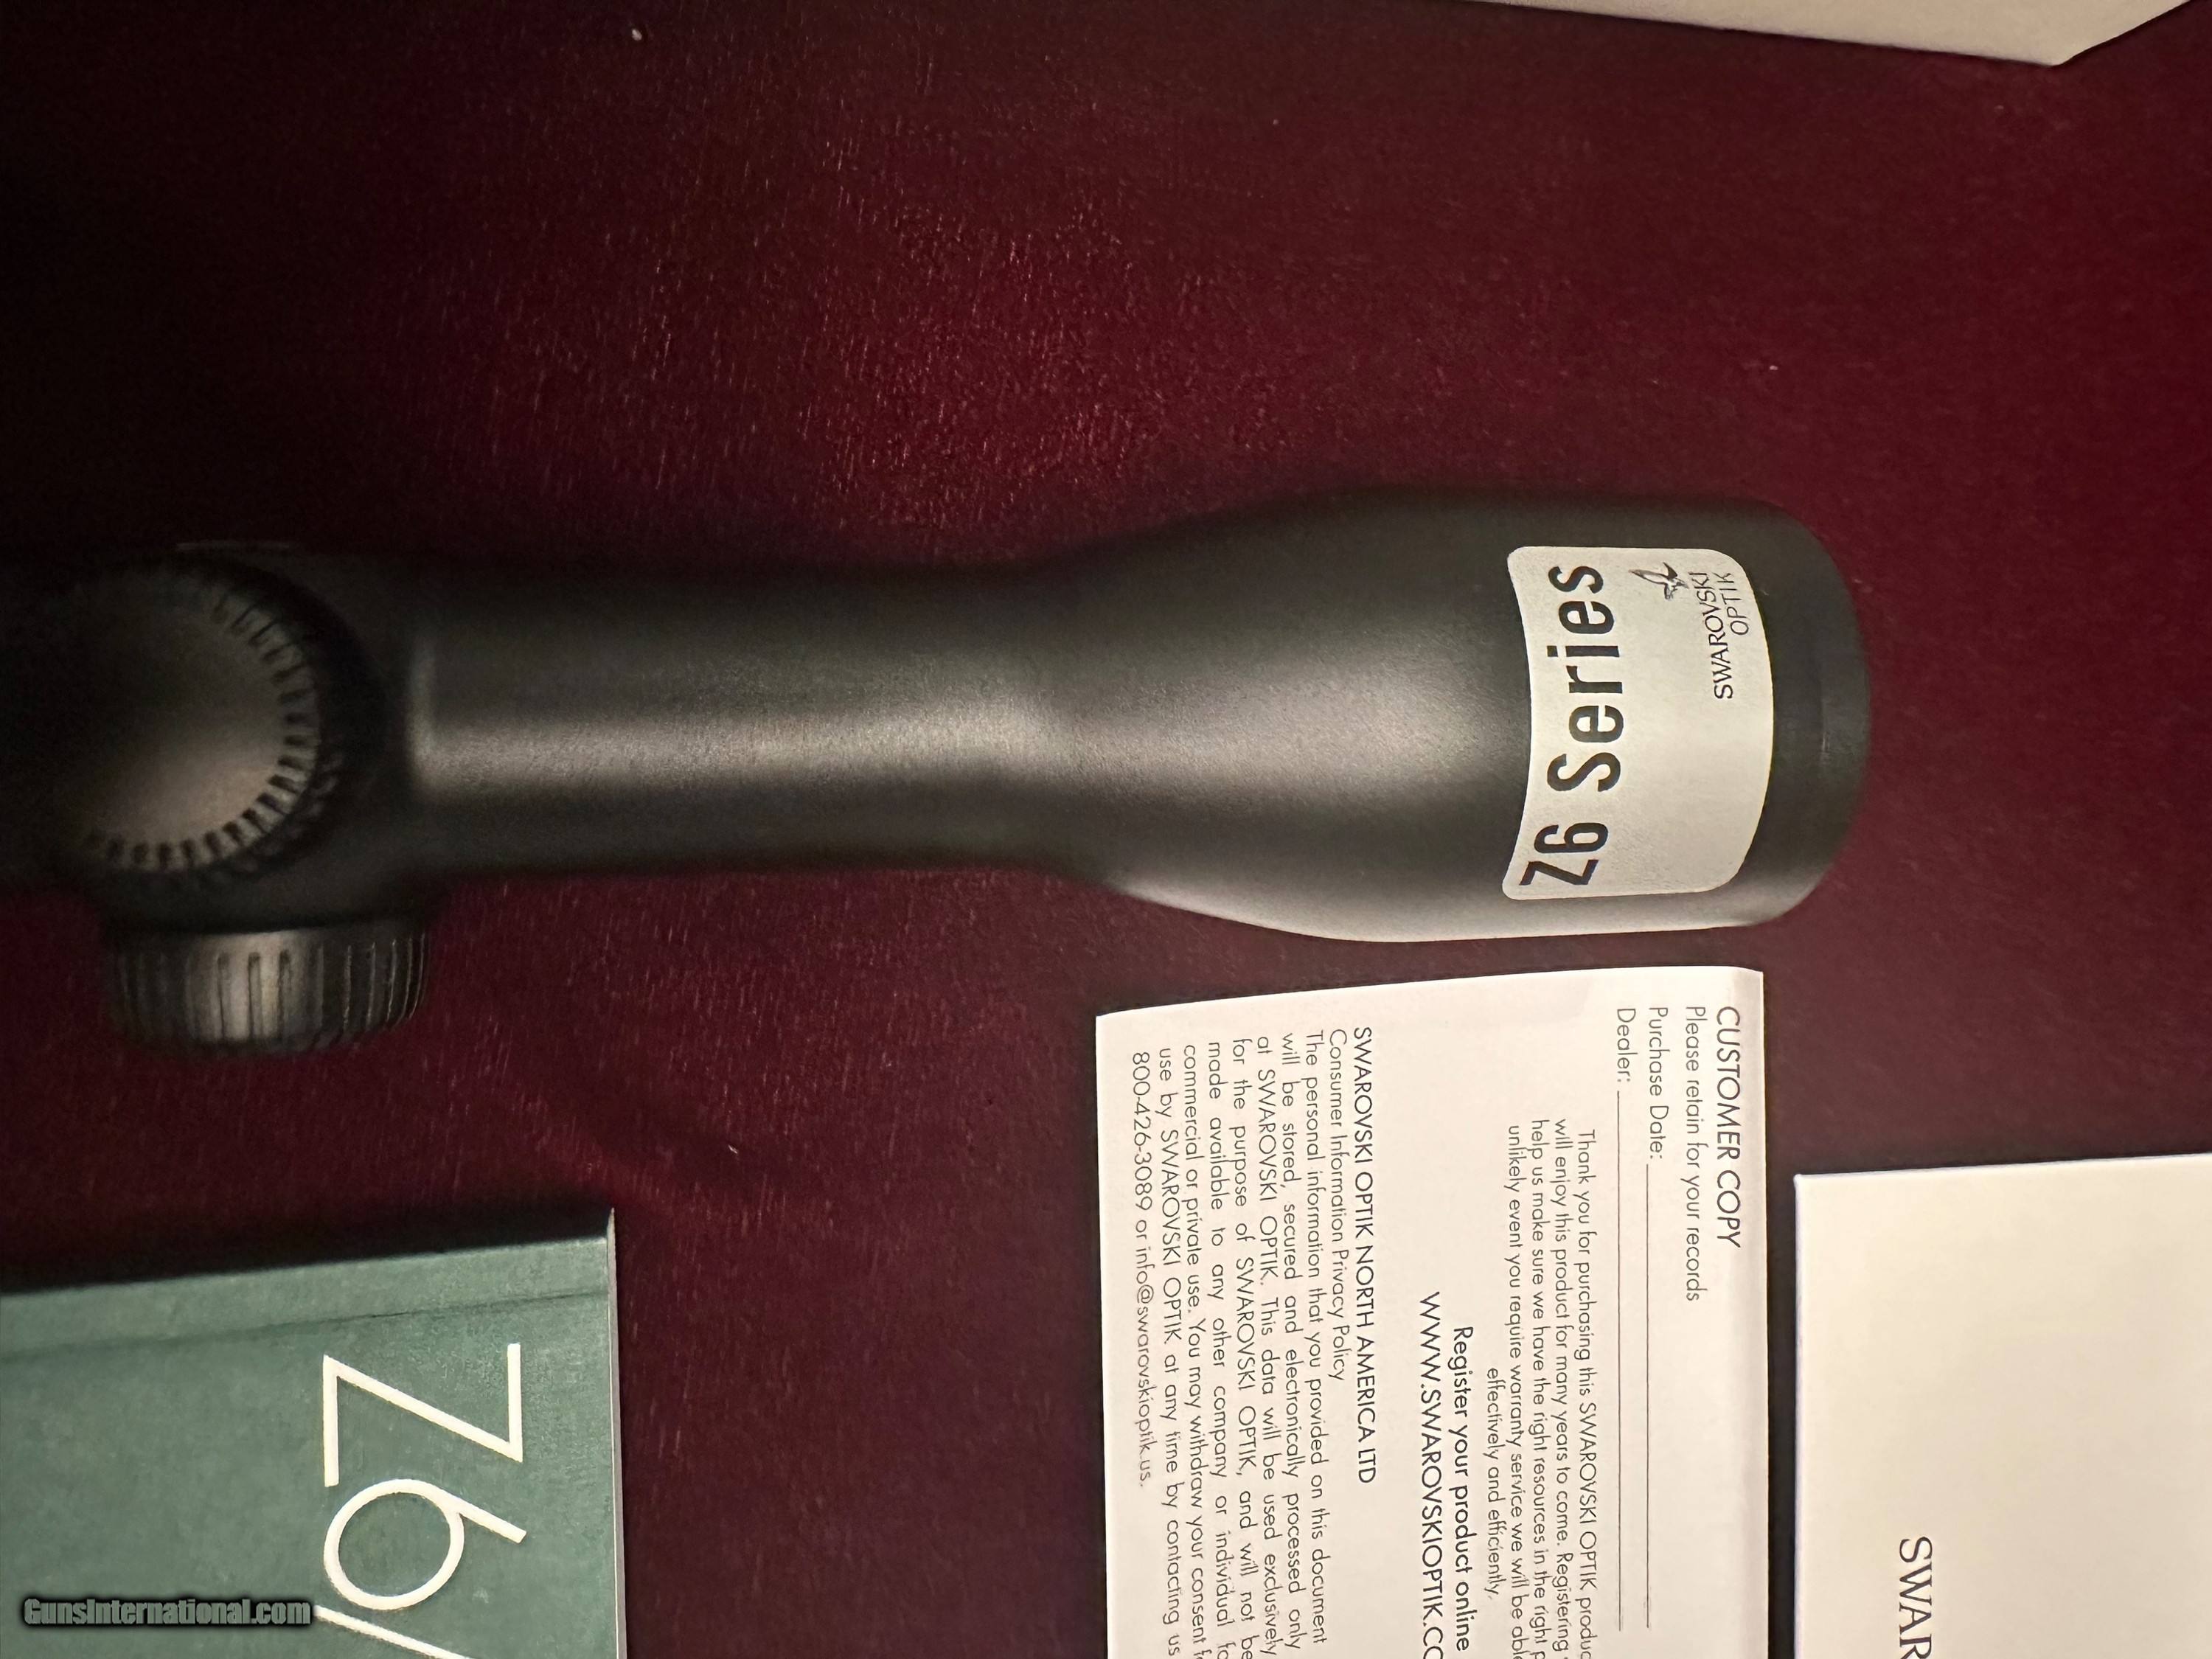 Z6 Series
SWAROVSKI
OPTIK
CUSTOMER COPY
Please retain for your records
Purchase Date:
Dealer:
Thank you for purchasing this SWAROVSKI OPTIK produc
will enjoy this product for many years to come. Registering
help us make sure we have the right resources in the right p
unlikely event you require warranty service we will be abl
effectively and efficiently.
Register your product online
WWW.SWAROVSKIOPTIK.CO
SWAROVSKI OPTIK NORTH AMERICA LTD
Consumer Information Privacy Policy
The personal information that you provided on this document
will be stored, secured and electronically processed only
at SWAROVSKI OPTIK. This data will be used exclusively
for the purpose of SWAROVSKI OPTIK, and will not be
made available to any other company or individual fo
commercial or private use. You may withdraw your consent f
use by SWAROVSKI OPTIK at any time by contacting us
800-426-3089 or info@swarovskioptik.us.
Z6/
SWAR
GunsInternational.com